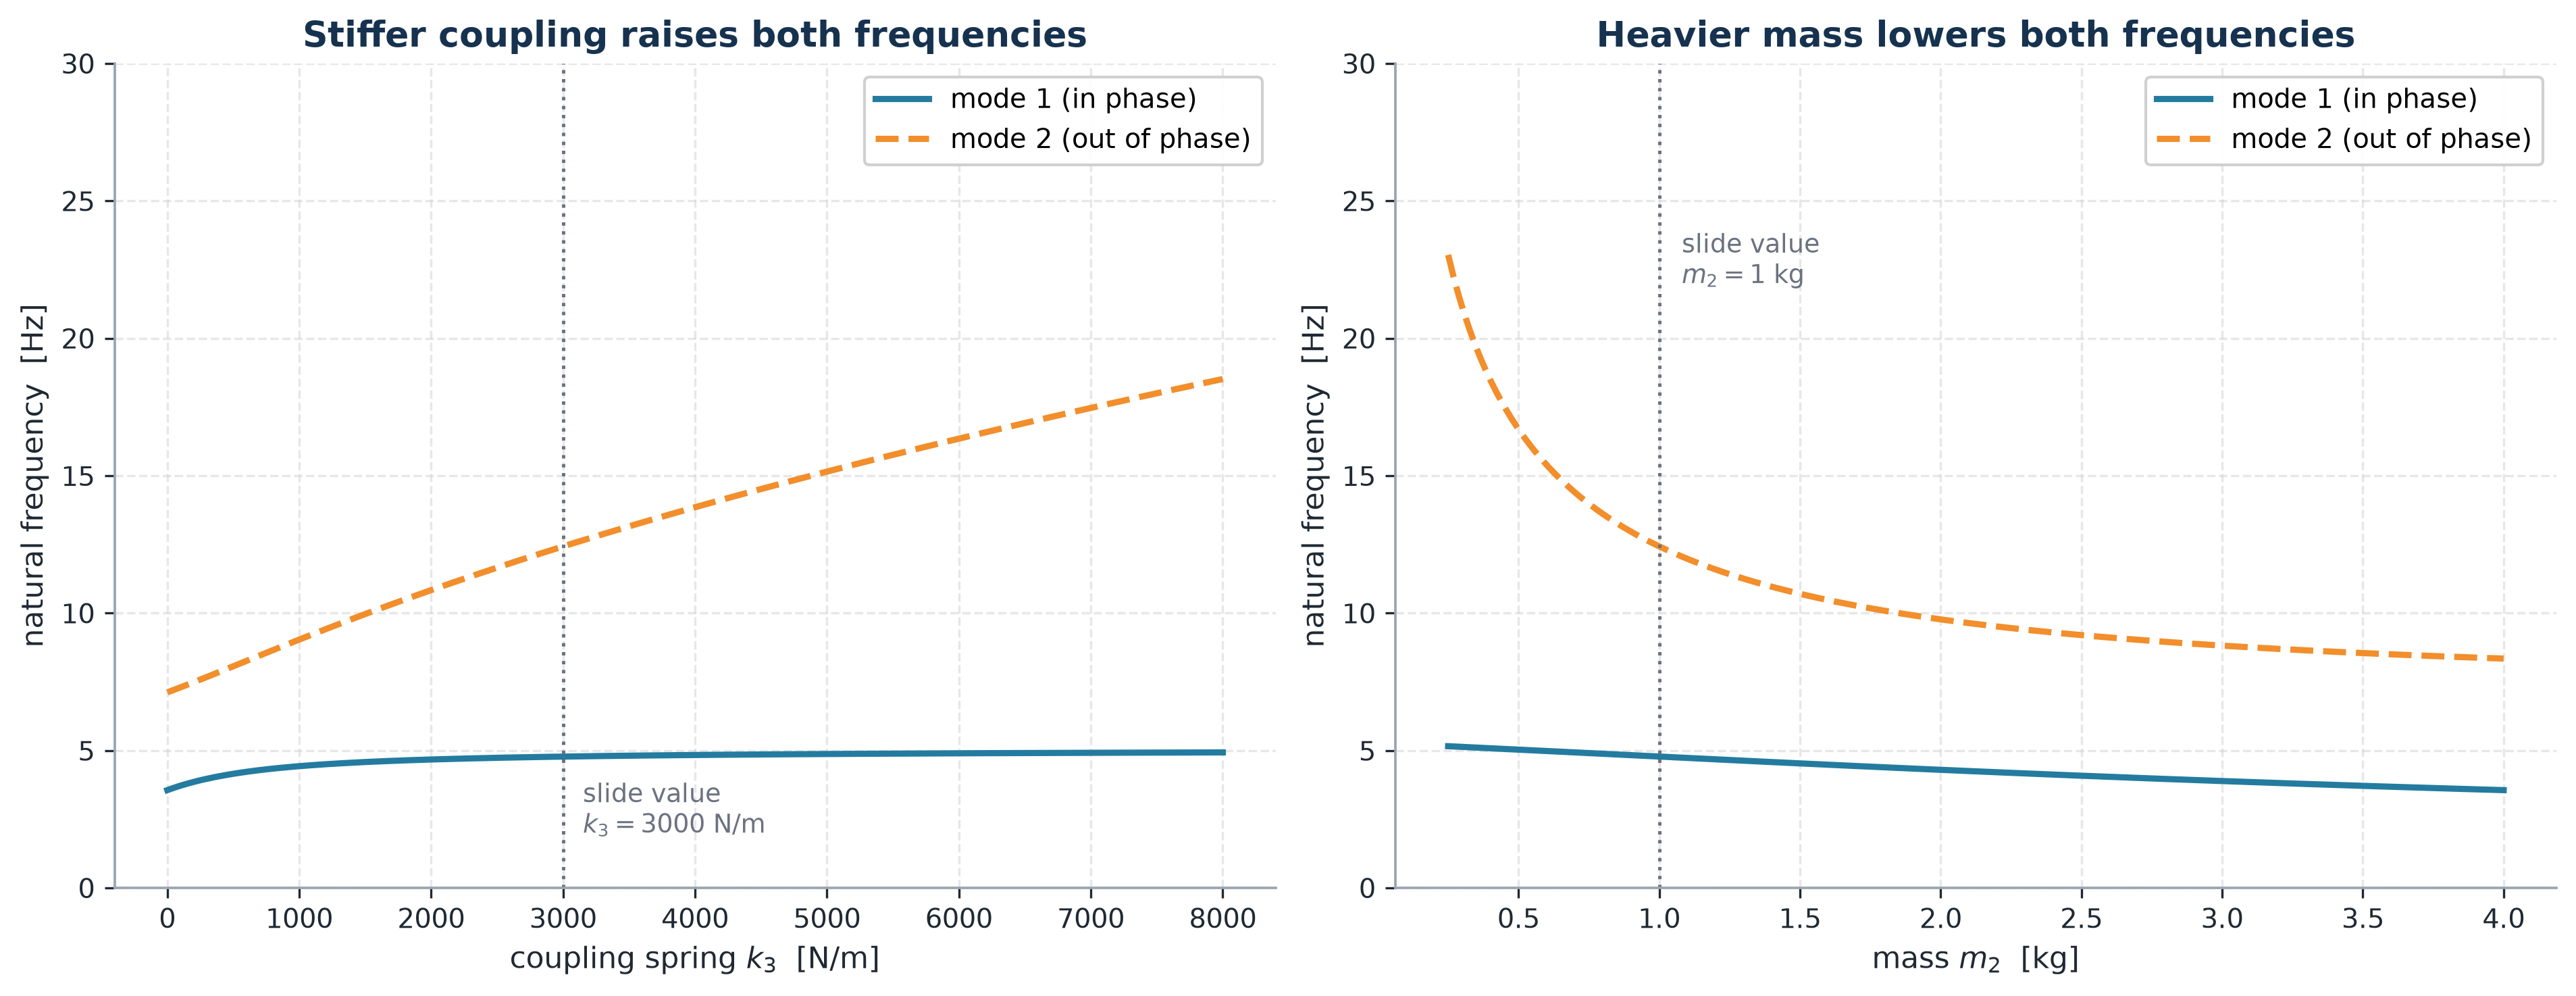 Stiffer coupling raises both frequencies
30
25
20
15
10
5
0
natural frequency [Hz]
mode 1 (in phase)
mode 2 (out of phase)
slide value
k₃ = 3000 N/m
0 1000 2000 3000 4000 5000 6000 7000 8000
coupling spring k₃ [N/m]
Heavier mass lowers both frequencies
30
25
20
15
10
5
0
natural frequency [Hz]
mode 1 (in phase)
mode 2 (out of phase)
slide value
m₂ = 1 kg
0.5 1.0 1.5 2.0 2.5 3.0 3.5 4.0
mass m₂ [kg]